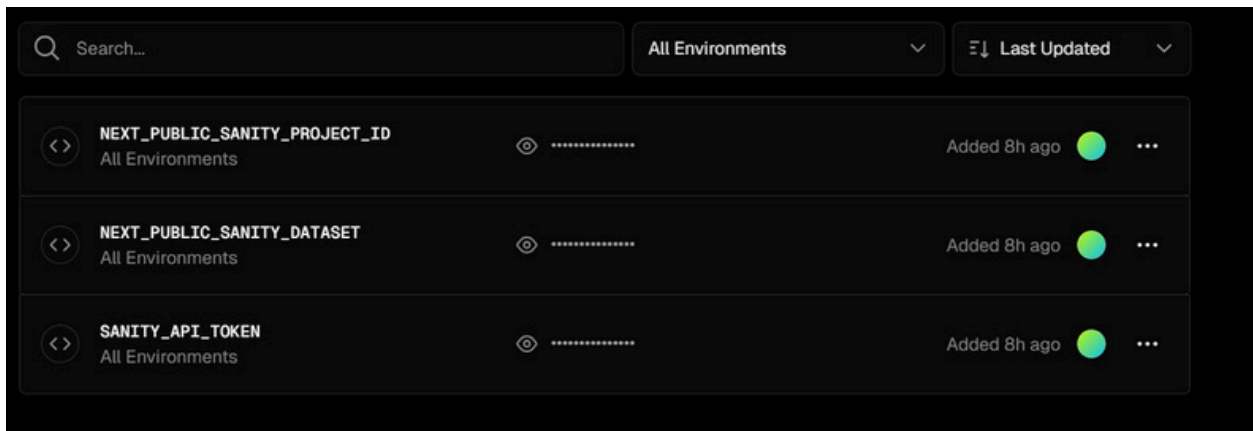 Search...
All Environments
Last Updated
NEXT_PUBLIC_SANITY_PROJECT_ID
All Environments
••••••••••••••• 
Added 8h ago
NEXT_PUBLIC_SANITY_DATASET
All Environments
•••••••••••••••
Added 8h ago
SANITY_API_TOKEN
All Environments
•••••••••••••••
Added 8h ago